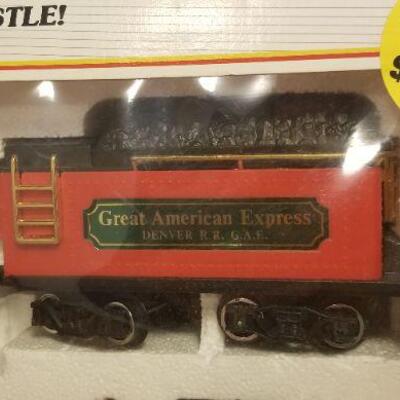 STLE!
$
Great American Express
DENVER R.R. G.A.E.